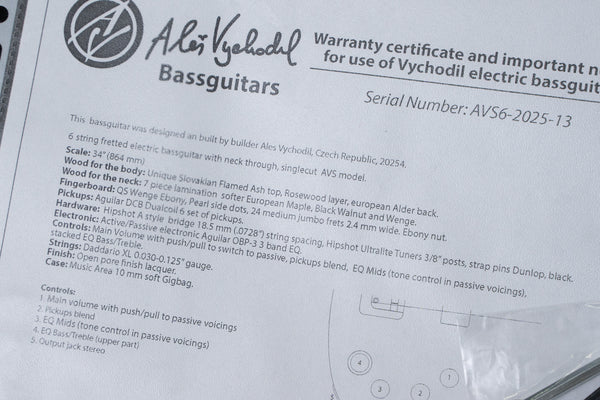 Aleš Vychodil
Bassguitars
Warranty certificate and important n
for use of Vychodil electric bassguit
Serial Number: AVS6-2025-13
This bassguitar was designed an built by builder Ales Vychodil, Czech Republic, 20254.
6 string fretted electric bassguitar with neck through, singlecut AVS model.
Scale: 34" (864 mm)
Wood for the body: Unique Slovakian Flamed Ash top, Rosewood layer, european Alder back.
Wood for the neck: 7 piece lamination softer European Maple, Black Walnut and Wenge.
Fingerboard: QS Wenge Ebony, Pearl side dots, 24 medium jumbo frets 2.4 mm wide. Ebony nut.
Pickups: Aguilar DCB Dualcoil 6 set of pickups.
Hardware: Hipshot A style bridge 18.5 mm (.0728") string spacing, Hipshot Ultralite Tuners 3/8" posts, strap pins Dunlop, black.
Electronic: Active/Passive electronic Aguilar OBP-3 3 band EQ.
Controls: Main Volume with push/pull to switch to passive, pickups blend, EQ Mids (tone control in passive voicings),
stacked EQ Bass/Treble.
Strings: Daddario XL 0.030-0.125" gauge.
Finish: Open pore finish lacquer.
Case: Music Area 10 mm soft Gigbag.
Controls:
1. Main volume with push/pull to passive voicings
2. Pickups blend
3. EQ Mids (tone control in passive voicings)
4. EQ Bass/Treble (upper part)
5. Output jack stereo
4
3
2
1
5